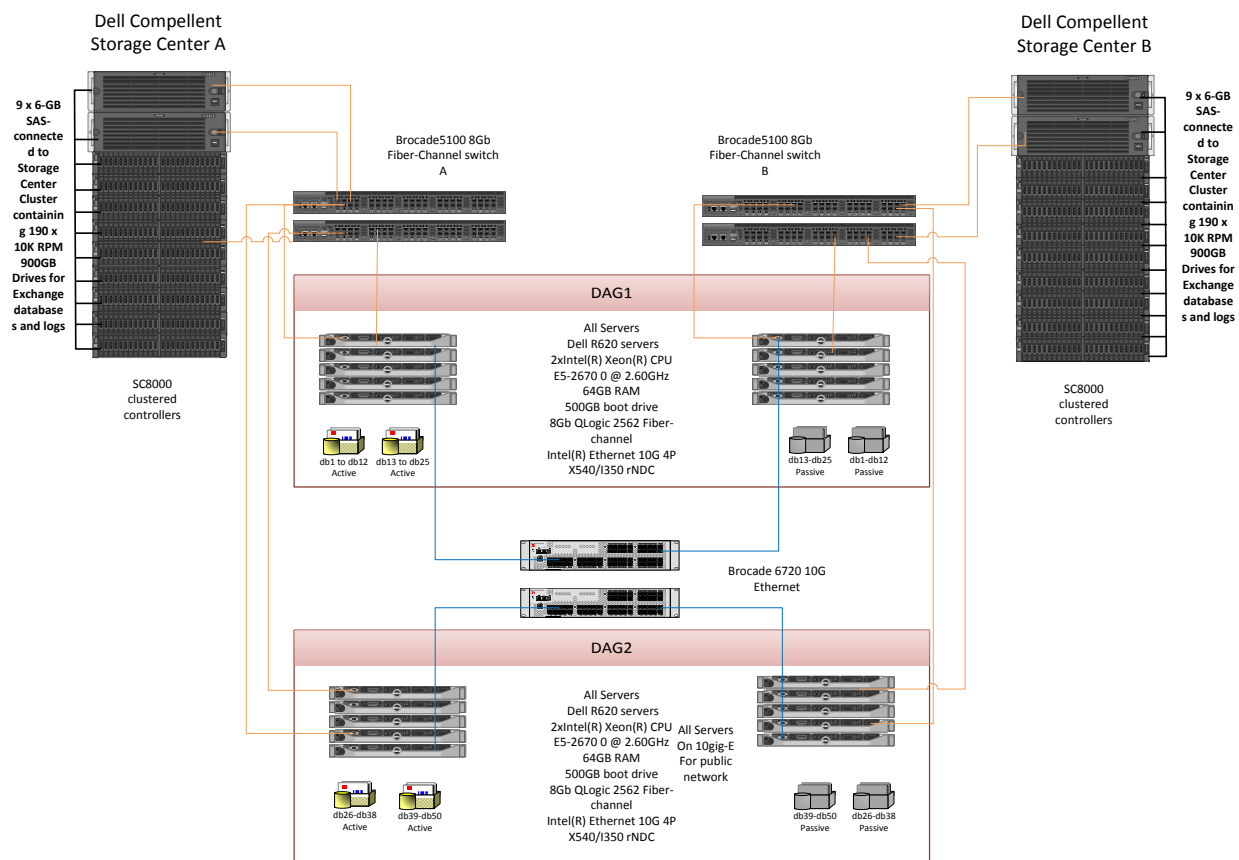 Dell Compellent
Storage Center A
Dell Compellent
Storage Center B
9 x 6-GB
SAS-
connecte
d to
Storage
Center
Cluster
containin
g 190 x
10K RPM
900GB
Drives for
Exchange
database
s and logs
9 x 6-GB
SAS-
connecte
d to
Storage
Center
Cluster
containin
g 190 x
10K RPM
900GB
Drives for
Exchange
database
s and logs
Brocade5100 8Gb
Fiber-Channel switch
A
Brocade5100 8Gb
Fiber-Channel switch
B
SC8000
clustered
controllers
SC8000
clustered
controllers
DAG1
All Servers
Dell R620 servers
2xIntel(R) Xeon(R) CPU
E5-2670 0 @ 2.60GHz
64GB RAM
500GB boot drive
8Gb QLogic 2562 Fiber-
channel
Intel(R) Ethernet 10G 4P
X540/I350 rNDC
db1 to db12
Active
db13 to db25
Active
db13-db25
Passive
db1-db12
Passive
Brocade 6720 10G
Ethernet
DAG2
All Servers
Dell R620 servers
2xIntel(R) Xeon(R) CPU
E5-2670 0 @ 2.60GHz
64GB RAM
500GB boot drive
8Gb QLogic 2562 Fiber-
channel
Intel(R) Ethernet 10G 4P
X540/I350 rNDC
All Servers
On 10gig-E
For public
network
db26-db38
Active
db39-db50
Active
db39-db50
Passive
db26-db38
Passive